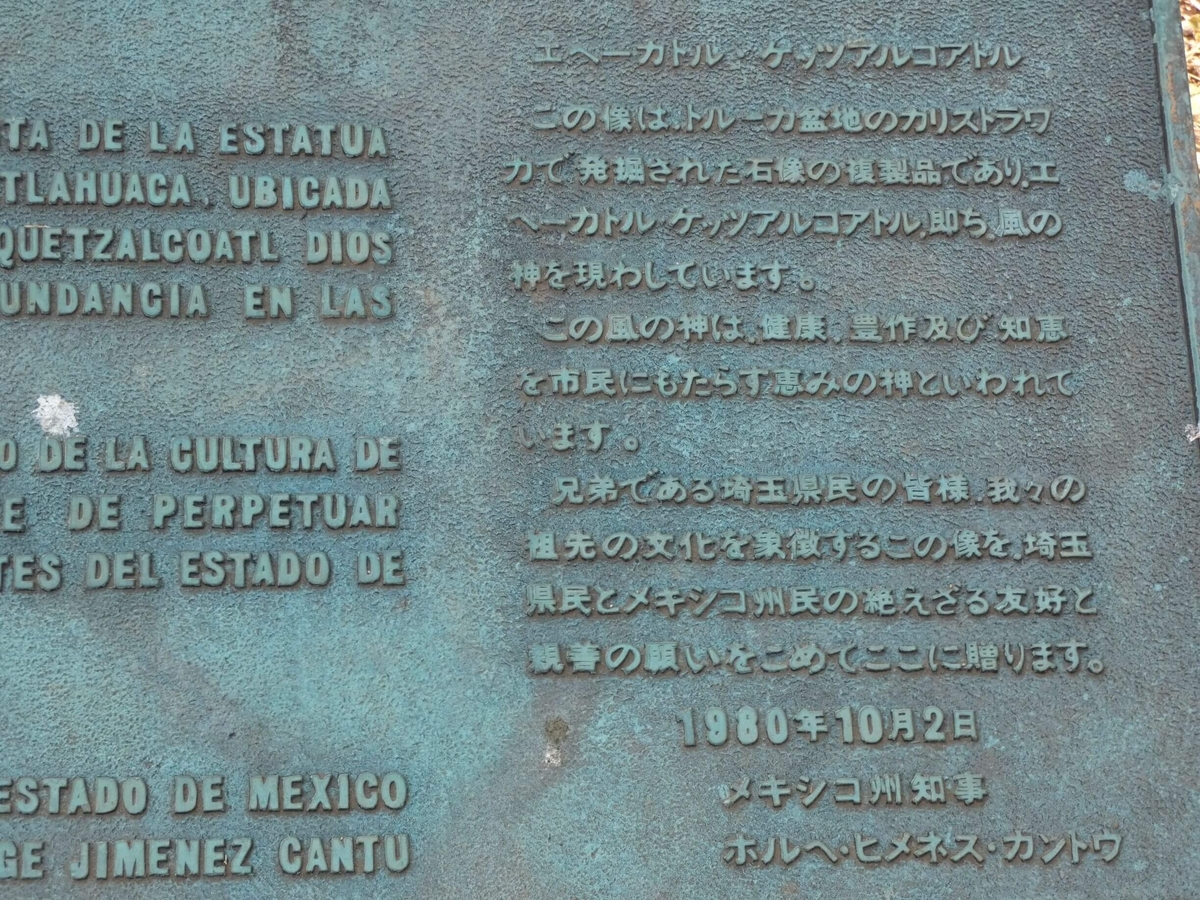 TA DE LA ESTATUA
TLAHUACA, UBICADA
QUETZALCOATL DIOS
UNDANCIA EN LAS
O DE LA CULTURA DE
E DE PERPETUAR
TES DEL ESTADO DE
ESTADO DE MEXICO
GE JIMENEZ CANTU
エヘーカトル・ケッツアルコアトル
この像は、トルーカ盆地のカリストラワ
カで発掘された石像の複製品であり、エ
ヘーカトル・ケッツアルコアトル、即ち、風の
神を現わしています。
この風の神は、健康、豊作及び知恵
を市民にもたらす恵みの神といわれて
います。
兄弟である埼玉県民の皆様、我々の
祖先の文化を象徴するこの像を、埼玉
県民とメキシコ州民の絶えざる友好と
親善の願いをこめてここに贈ります。
1980年10月2日
メキシコ州知事
ホルヘ・ヒメネス・カントウ